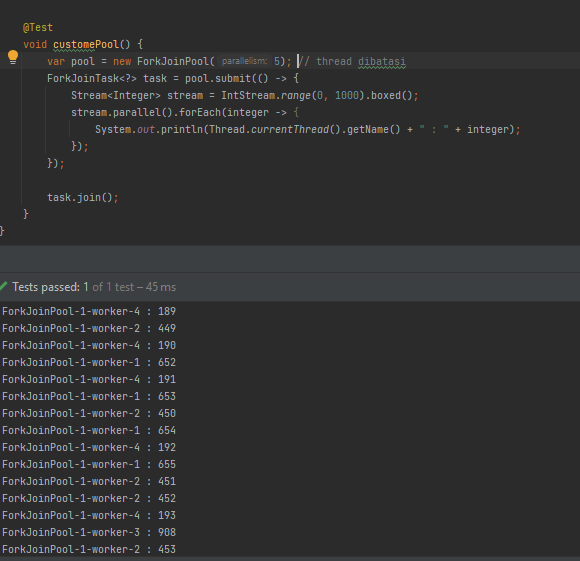 @Test
void customePool() {
var pool = new ForkJoinPool( parallelism: 5); // thread dibatasi
ForkJoinTask<?> task = pool.submit(() -> {
Stream<Integer> stream = IntStream.range(0, 1000).boxed();
stream.parallel().forEach(integer -> {
System.out.println(Thread.currentThread().getName() + " : " + integer);
});
});
task.join();
}
}
Tests passed: 1 of 1 test – 45 ms
ForkJoinPool-1-worker-4 : 189
ForkJoinPool-1-worker-2 : 449
ForkJoinPool-1-worker-4 : 190
ForkJoinPool-1-worker-1 : 652
ForkJoinPool-1-worker-4 : 191
ForkJoinPool-1-worker-1 : 653
ForkJoinPool-1-worker-2 : 450
ForkJoinPool-1-worker-1 : 654
ForkJoinPool-1-worker-4 : 192
ForkJoinPool-1-worker-1 : 655
ForkJoinPool-1-worker-2 : 451
ForkJoinPool-1-worker-2 : 452
ForkJoinPool-1-worker-4 : 193
ForkJoinPool-1-worker-3 : 908
ForkJoinPool-1-worker-2 : 453